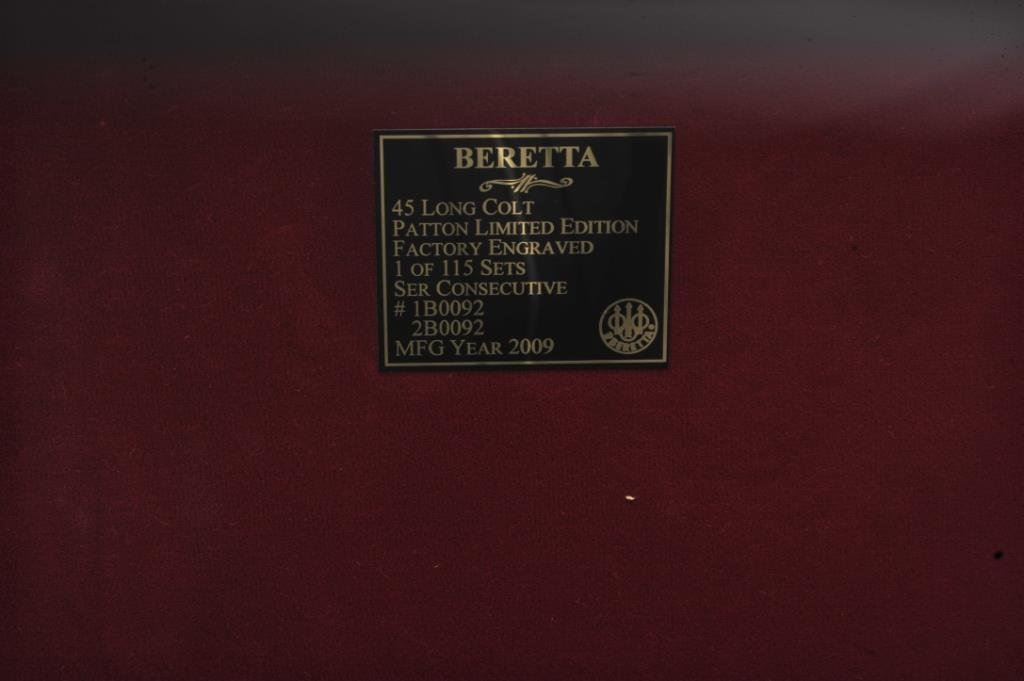 BERETTA
45 LONG COLT
PATTON LIMITED EDITION
FACTORY ENGRAVED
1 OF 115 SETS
SER CONSECUTIVE
# 1B0092
2B0092
MFG YEAR 2009
BERETTA